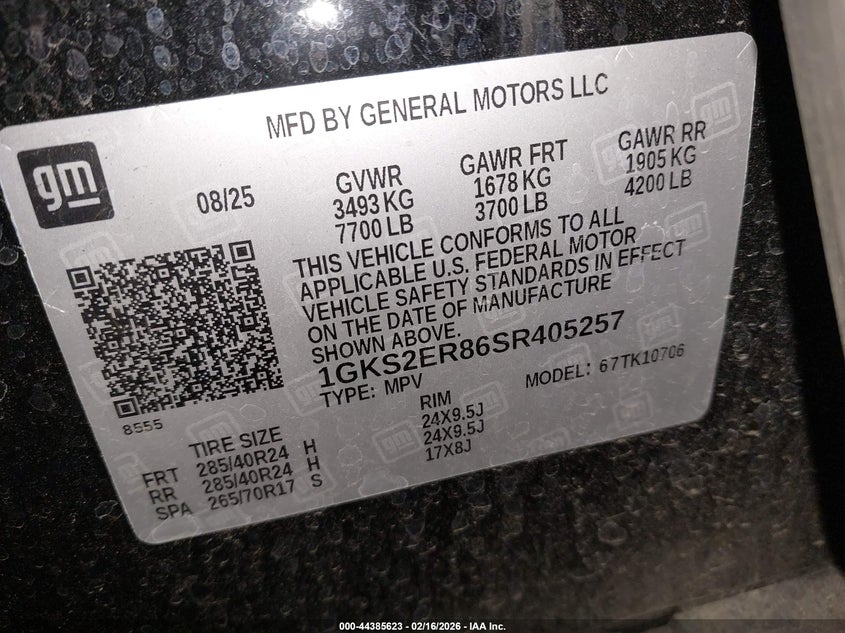 MFD BY GENERAL MOTORS LLC
gm
08/25
GVWR
3493 KG
7700 LB
GAWR FRT
1678 KG
3700 LB
GAWR RR
1905 KG
4200 LB
THIS VEHICLE CONFORMS TO ALL
APPLICABLE U.S. FEDERAL MOTOR
VEHICLE SAFETY STANDARDS IN EFFECT
ON THE DATE OF MANUFACTURE
SHOWN ABOVE.
1GKS2ER86SR405257
TYPE: MPV
MODEL: 67TK10706
8555
TIRE SIZE
RIM
FRT 285/40R24 H 24X9.5J
RR 285/40R24 H 24X9.5J
SPA 265/70R17 S 17X8J
000-44385623 - 02/16/2026 - IAA Inc.